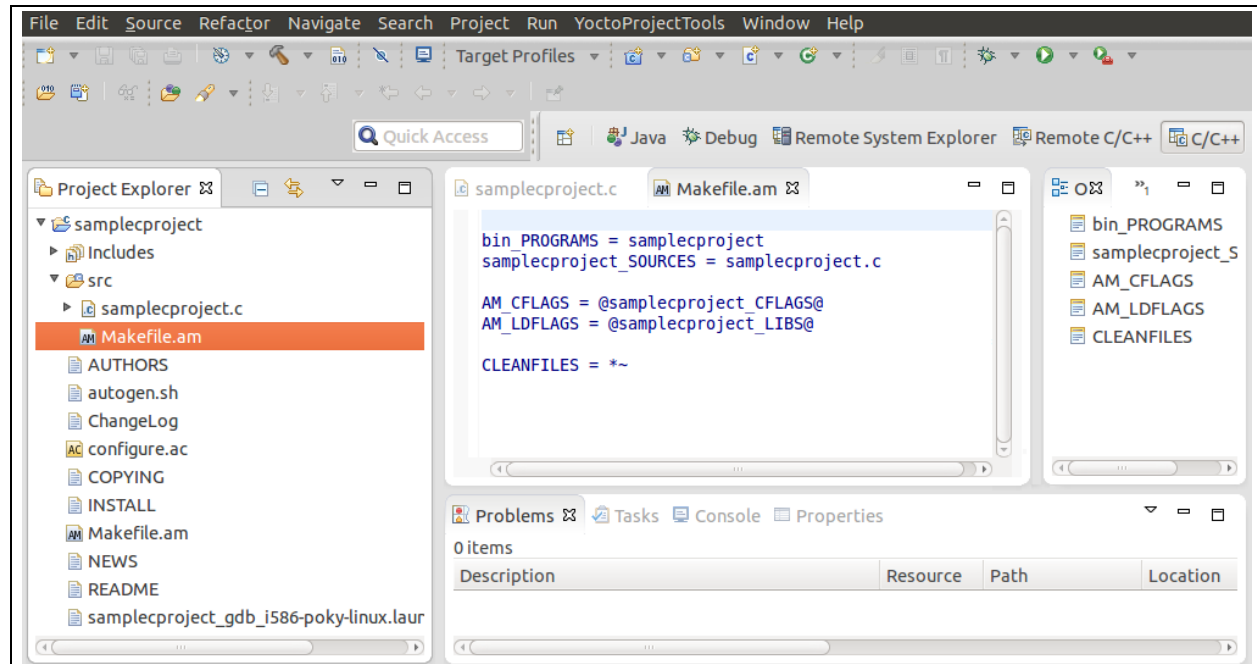 File Edit Source Refactor Navigate Search Project Run YoctoProjectTools Window Help
Target Profiles
Quick Access
Java Debug Remote System Explorer Remote C/C++ C/C++
Project Explorer
samplecproject
Includes
src
samplecproject.c
Makefile.am
AUTHORS
autogen.sh
ChangeLog
configure.ac
COPYING
INSTALL
Makefile.am
NEWS
README
samplecproject_gdb_i586-poky-linux.laur
samplecproject.c Makefile.am
bin_PROGRAMS = samplecproject
samplecproject_SOURCES = samplecproject.c
AM_CFLAGS = @samplecproject_CFLAGS@
AM_LDFLAGS = @samplecproject_LIBS@
CLEANFILES = *~
O
bin_PROGRAMS
samplecproject_S
AM_CFLAGS
AM_LDFLAGS
CLEANFILES
Problems Tasks Console Properties
0 items
Description Resource Path Location